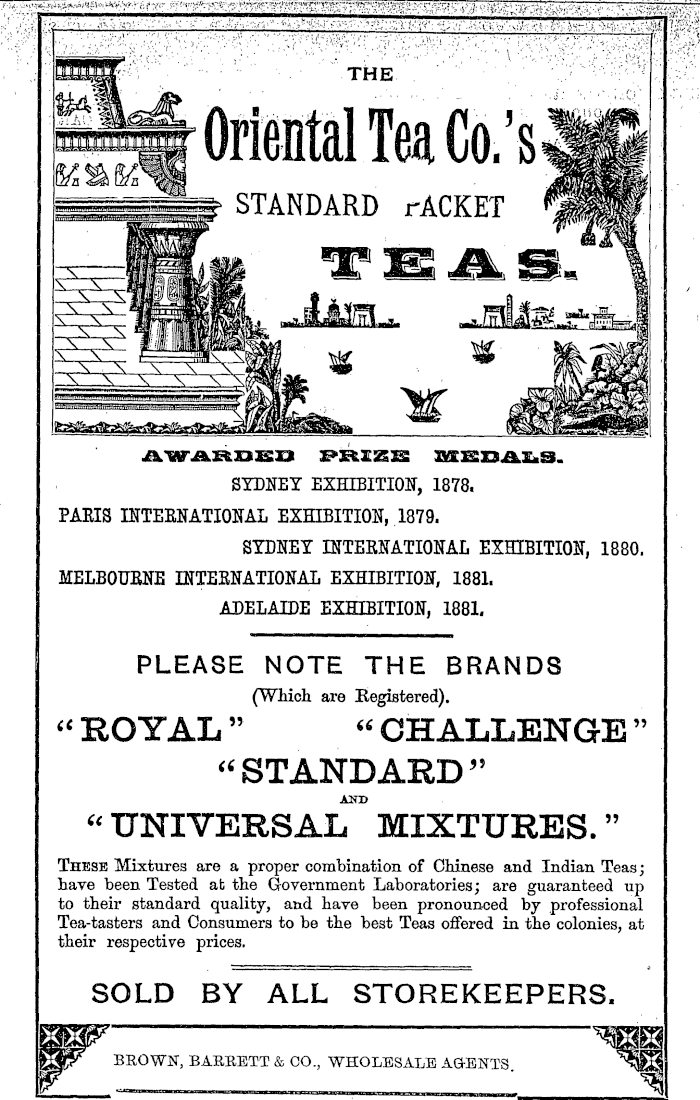 THE
Oriental Tea Co.'s
STANDARD PACKET
TEAS.
AWARDED PRIZE MEDALS.
SYDNEY EXHIBITION, 1878.
PARIS INTERNATIONAL EXHIBITION, 1879.
SYDNEY INTERNATIONAL EXHIBITION, 1880.
MELBOURNE INTERNATIONAL EXHIBITION, 1881.
ADELAIDE EXHIBITION, 1881.
PLEASE NOTE THE BRANDS
(Which are Registered).
"ROYAL" "CHALLENGE"
"STANDARD"
AND
"UNIVERSAL MIXTURES."
THESE Mixtures are a proper combination of Chinese and Indian Teas;
have been Tested at the Government Laboratories; are guaranteed up
to their standard quality, and have been pronounced by professional
Tea-tasters and Consumers to be the best Teas offered in the colonies, at
their respective prices.
SOLD BY ALL STOREKEEPERS.
BROWN, BARRETT & CO., WHOLESALE AGENTS.